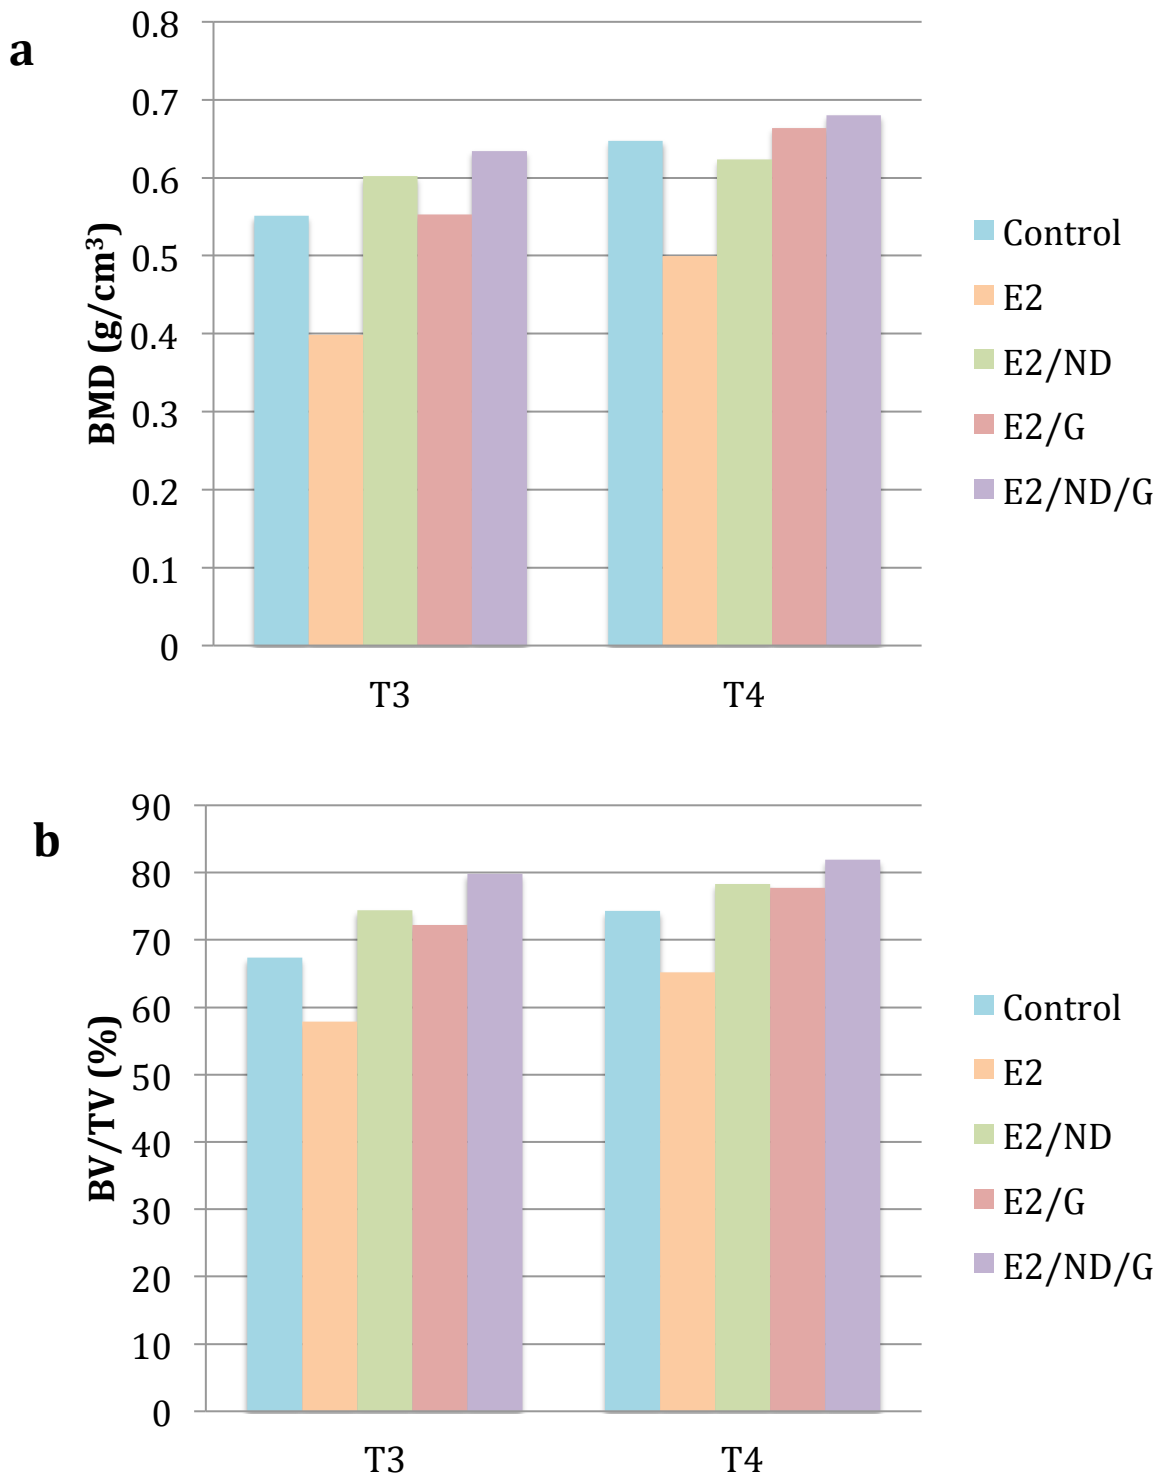 a
BMD (g/cm³)
0.8
0.7
0.6
0.5
0.4
0.3
0.2
0.1
0
T3 T4
Control
E2
E2/ND
E2/G
E2/ND/G
b
BV/TV (%)
90
80
70
60
50
40
30
20
10
0
T3 T4
Control
E2
E2/ND
E2/G
E2/ND/G